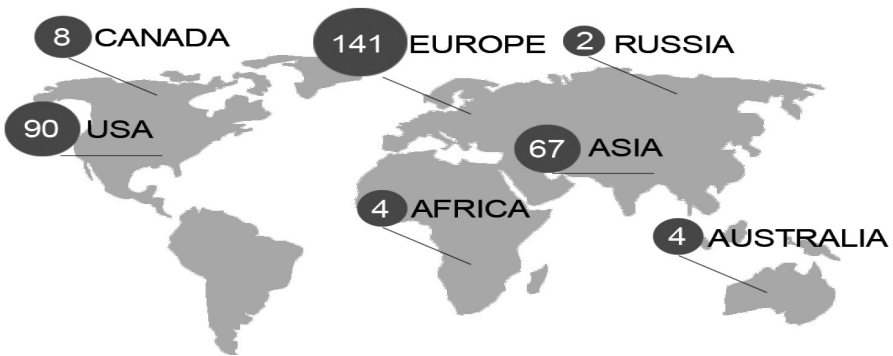 8 CANADA
141 EUROPE
2 RUSSIA
90 USA
67 ASIA
4 AFRICA
4 AUSTRALIA